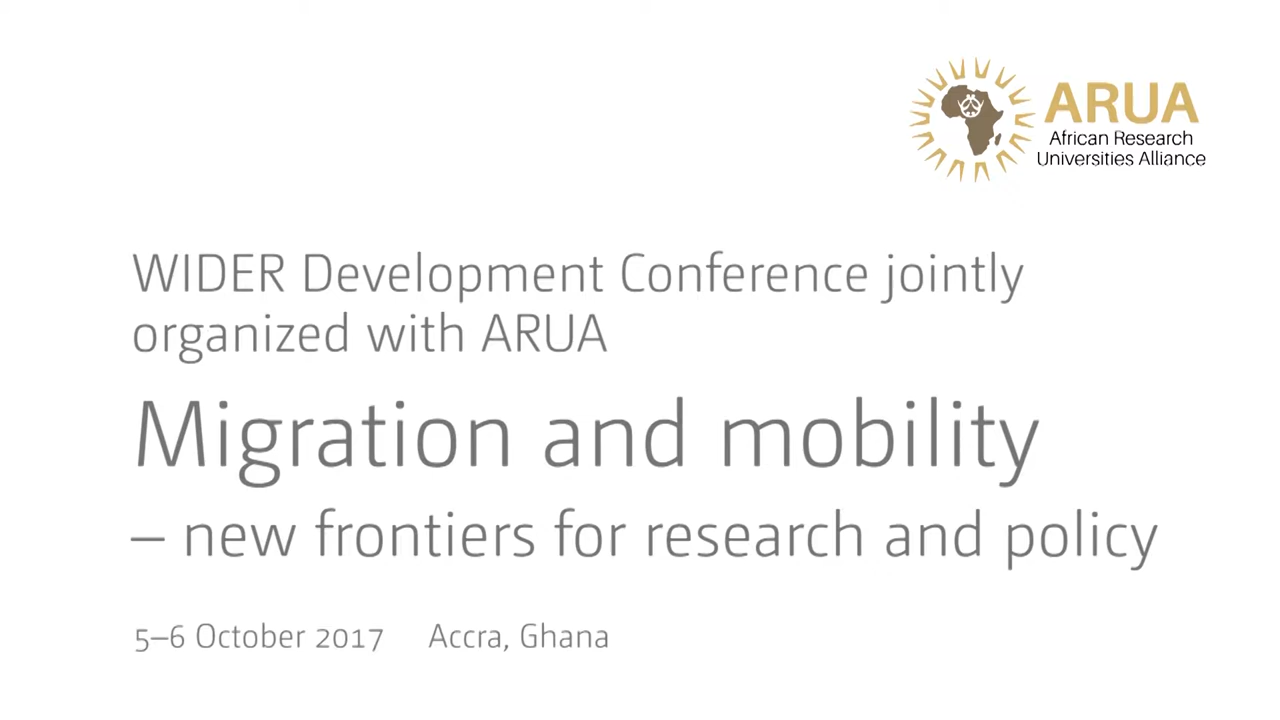 ARUA
African Research
Universities Alliance
WIDER Development Conference jointly
organized with ARUA
Migration and mobility
– new frontiers for research and policy
5–6 October 2017 Accra, Ghana